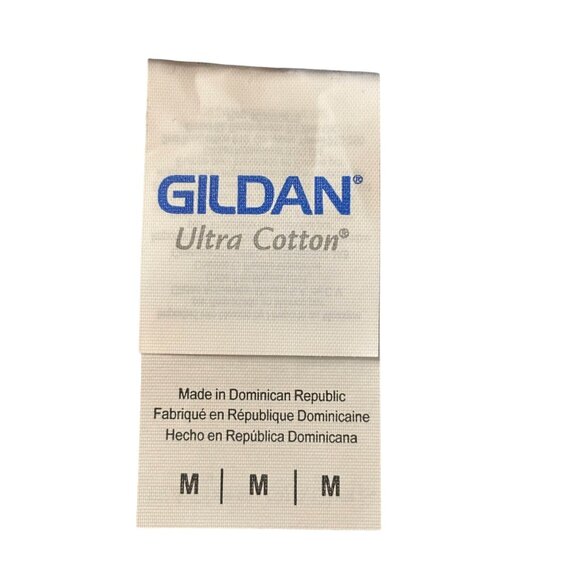 GILDAN®
Ultra Cotton®
Made in Dominican Republic
Fabriqué en République Dominicaine
Hecho en República Dominicana
M | M | M